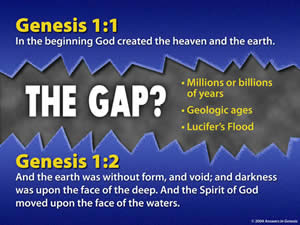 Genesis 1:1
In the beginning God created the heaven and the earth.
THE GAP?
• Millions or billions
of years
• Geologic ages
• Lucifer's Flood
Genesis 1:2
And the earth was without form, and void; and darkness
was upon the face of the deep. And the Spirit of God
moved upon the face of the waters.
© 2004 Answers in Genesis